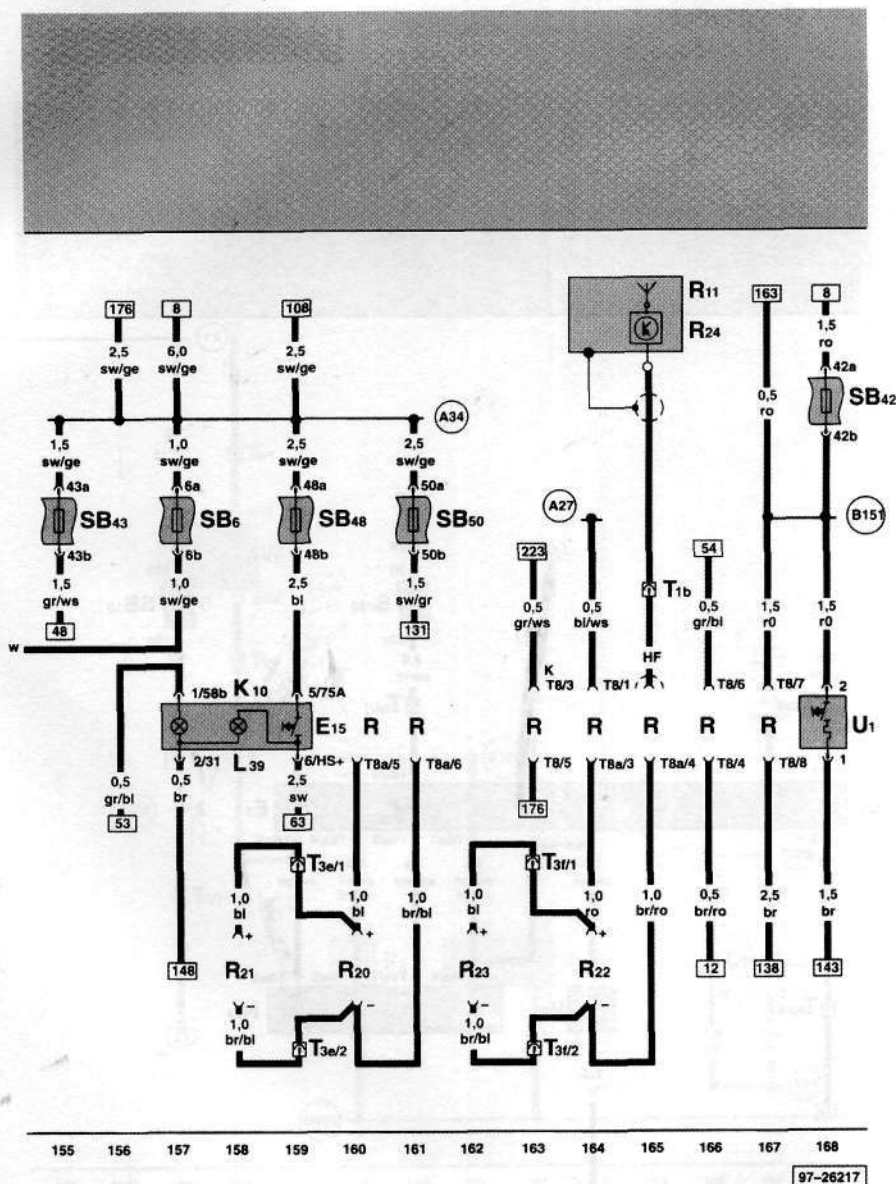 R11
176 8 108 163 8
R24
2,5 6,0 2,5 1,5
sw/ge sw/ge sw/ge ro
42a
0,5 SB42
ro
A34
42b
1,5 1,0 2,5 2,5
sw/ge sw/ge sw/ge sw/ge
43a 6a 48a 50a
A27 B151
SB43 SB6 SB48 SB50
43b 6b 48b 50b
223 54
1,5 1,0 2,5 1,5
gr/ws sw/ge bl sw/gr
T1b
0,5 0,5 0,5 1,5 1,5
gr/ws bl/ws gr/bl r0 r0
48 131
w
HF
K
1/58b K10 5/75A T8/3 T8/1 T8/6 T8/7 2
E15 R R R R R R R U1
2/31 L39 6/HS+ T8a/5 T8a/6 T8/5 T8a/3 T8a/4 T8/4 T8/8 1
0,5 0,5 2,5
gr/bl br sw
176
53 63
T3e/1 T3f/1
1,0 1,0 1,0 1,0 1,0 1,0 0,5 2,5 1,5
bl bl br/bl bl ro br/ro br/ro br br
+ + + +
148 R21 R20 R23 R22 12 138 143
− − − −
1,0 1,0
br/bl br/bl
T3e/2 T3f/2
155 156 157 158 159 160 161 162 163 164 165 166 167 168
97–26217